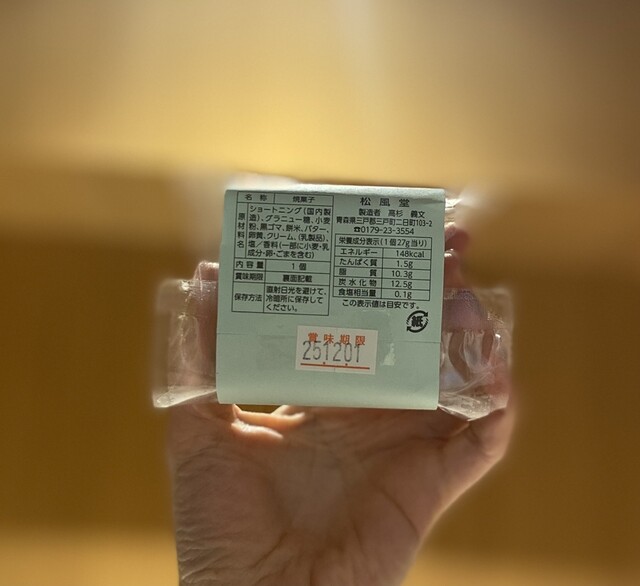 名称 焼菓子
原材料名
ショートニング(国内製
造)、グラニュー糖、小麦
粉、黒ゴマ、餅米、バター、
卵黄、クリーム、(乳製品)、
塩/香料(一部に小麦・乳
成分・卵・ごまを含む)
内容量 1個
賞味期限 裏面記載
保存方法
直射日光を避けて、
冷暗所に保存して
ください。
松風堂
製造者 高杉 義文
青森県三戸郡三戸町二日町103-2
☎0179-23-3554
栄養成分表示(1個27g当り)
エネルギー 148kcal
たんぱく質 1.5g
脂質 10.3g
炭水化物 12.5g
食塩相当量 0.1g
この表示値は目安です。
紙
賞味期限
251201